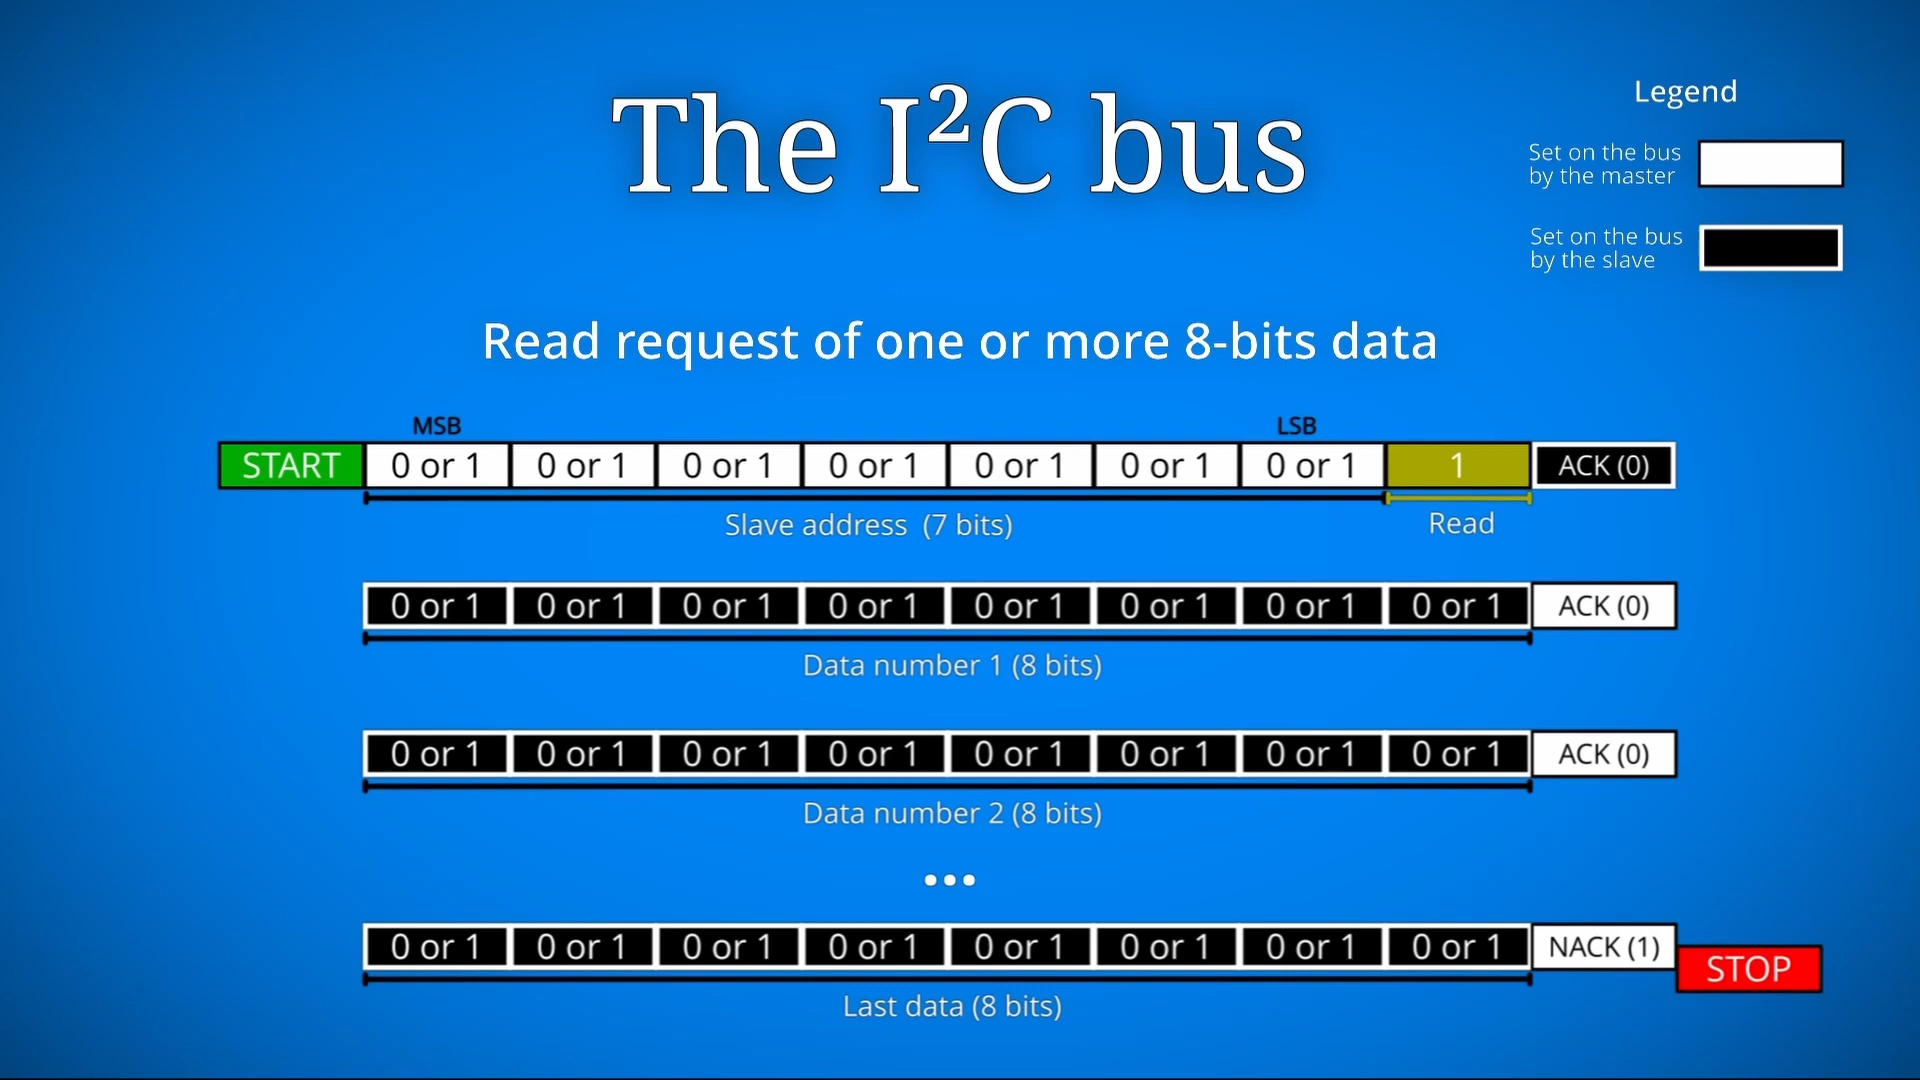 The I²C bus
Legend
Set on the bus
by the master
Set on the bus
by the slave
Read request of one or more 8-bits data
MSB LSB
START 0 or 1 0 or 1 0 or 1 0 or 1 0 or 1 0 or 1 0 or 1 1 ACK (0)
Slave address (7 bits) Read
0 or 1 0 or 1 0 or 1 0 or 1 0 or 1 0 or 1 0 or 1 0 or 1 ACK (0)
Data number 1 (8 bits)
0 or 1 0 or 1 0 or 1 0 or 1 0 or 1 0 or 1 0 or 1 0 or 1 ACK (0)
Data number 2 (8 bits)
...
0 or 1 0 or 1 0 or 1 0 or 1 0 or 1 0 or 1 0 or 1 0 or 1 NACK (1)
STOP
Last data (8 bits)